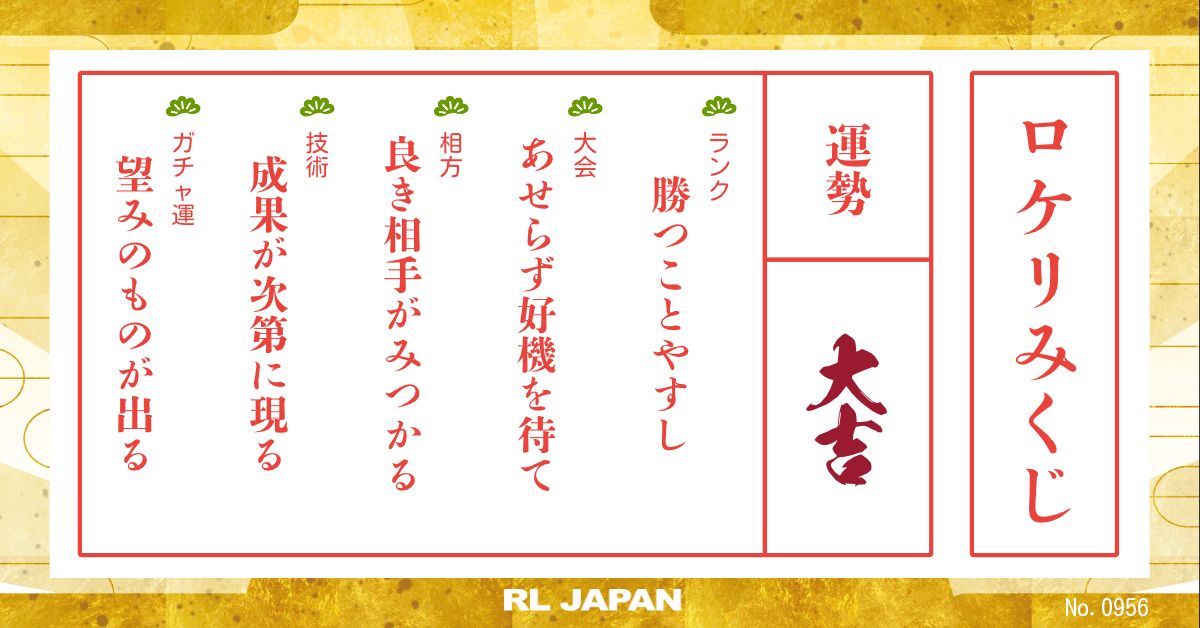 ロケリみくじ
運勢
大吉
ランク
勝つことやすし
大会
あせらず好機を待て
相方
良き相手がみつかる
技術
成果が次第に現る
ガチャ運
望みのものが出る
RL JAPAN
No. 0956